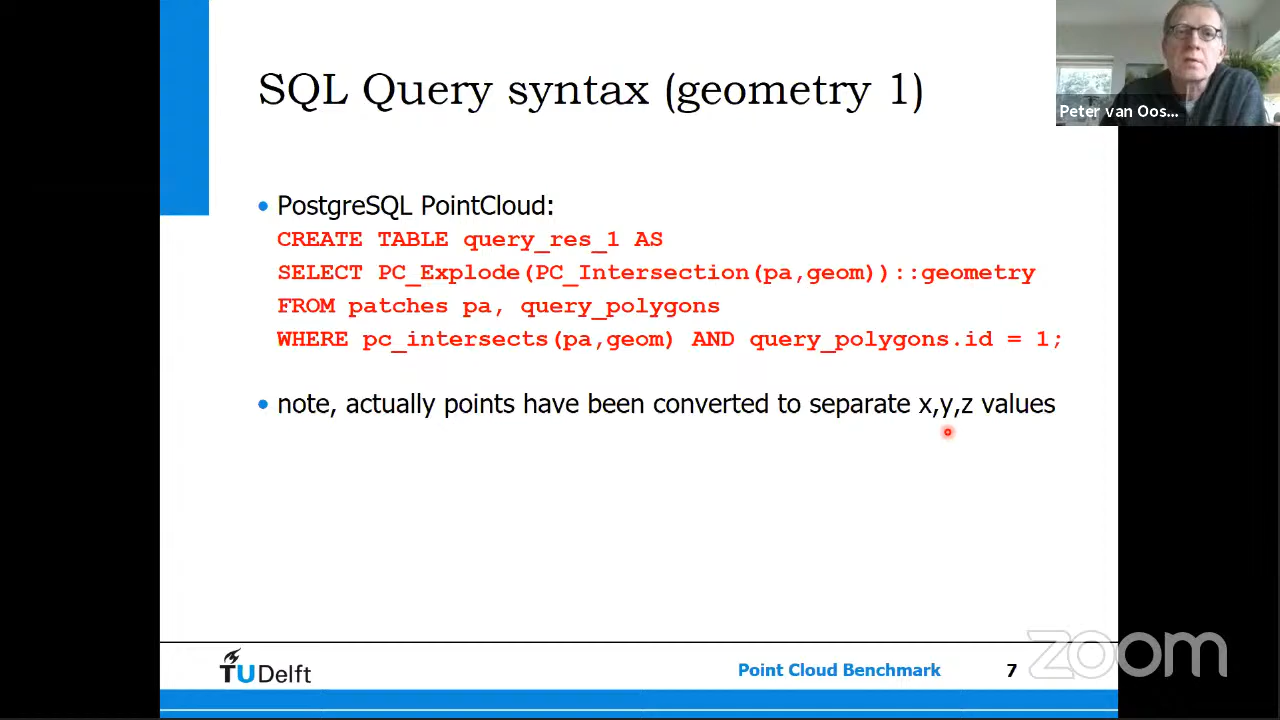 SQL Query syntax (geometry 1)
Peter van Oos...
PostgreSQL PointCloud:
CREATE TABLE query_res_1 AS
SELECT PC_Explode(PC_Intersection(pa,geom))::geometry
FROM patches pa, query_polygons
WHERE pc_intersects(pa,geom) AND query_polygons.id = 1;
note, actually points have been converted to separate x,y,z values
TUDelft
Point Cloud Benchmark
7
zoom